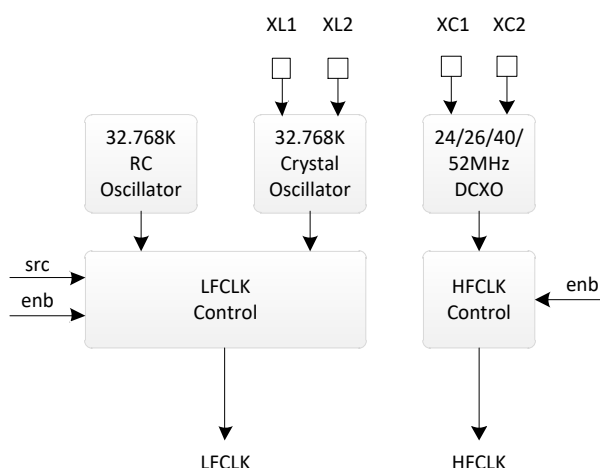 XL1 XL2 XC1 XC2
32.768K
RC
Oscillator
32.768K
Crystal
Oscillator
24/26/40/
52MHz
DCXO
src
enb
LFCLK
Control
HFCLK
Control
enb
LFCLK
HFCLK